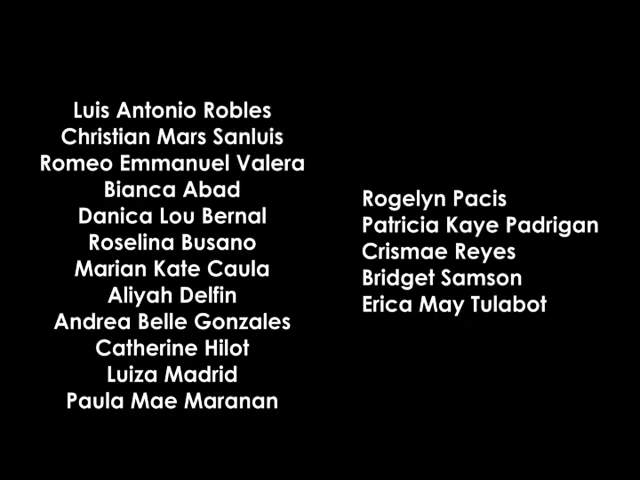 Luis Antonio Robles
Christian Mars Sanluis
Romeo Emmanuel Valera
Bianca Abad
Danica Lou Bernal
Roselina Busano
Marian Kate Caula
Aliyah Delfin
Andrea Belle Gonzales
Catherine Hilot
Luiza Madrid
Paula Mae Maranan
Rogelyn Pacis
Patricia Kaye Padrigan
Crismae Reyes
Bridget Samson
Erica May Tulabot